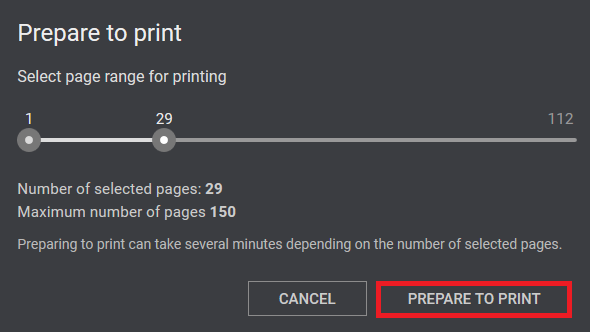 Prepare to print
Select page range for printing
1 29 112
Number of selected pages: 29
Maximum number of pages 150
Preparing to print can take several minutes depending on the number of selected pages.
CANCEL PREPARE TO PRINT